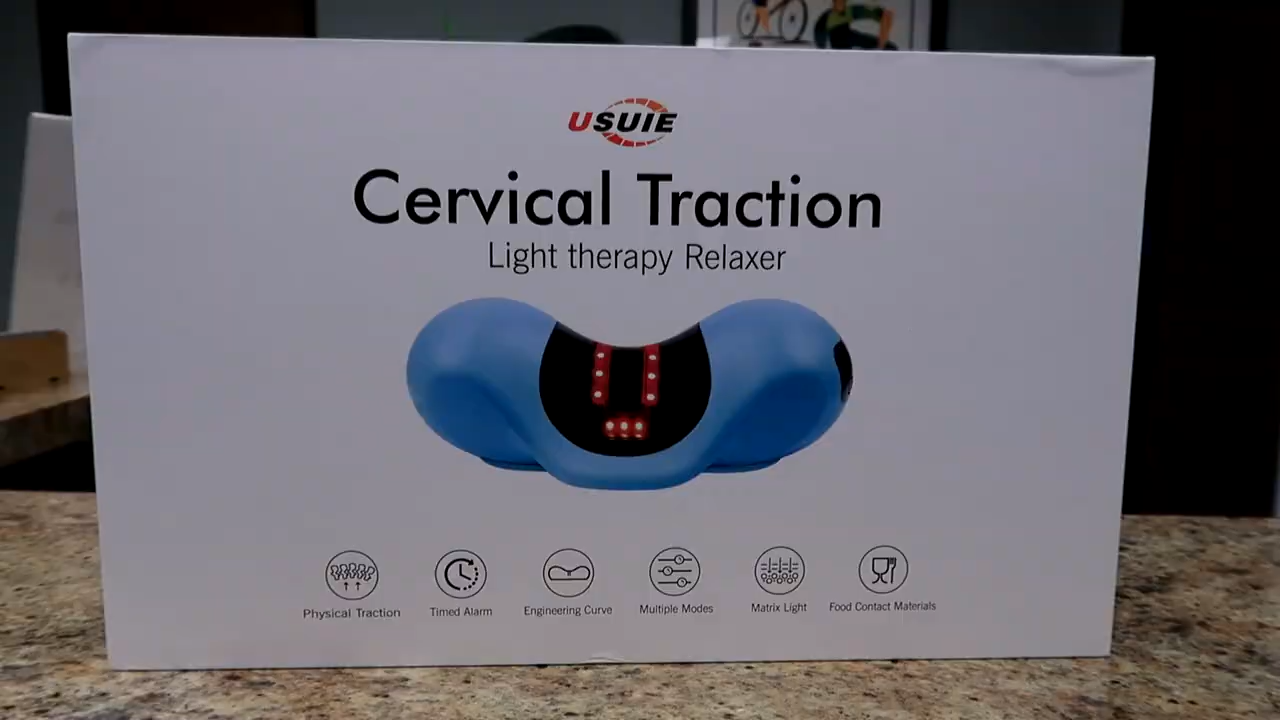 USUIE
Cervical Traction
Light therapy Relaxer
Physical Traction
Timed Alarm
Engineering Curve
Multiple Modes
Matrix Light
Food Contact Materials